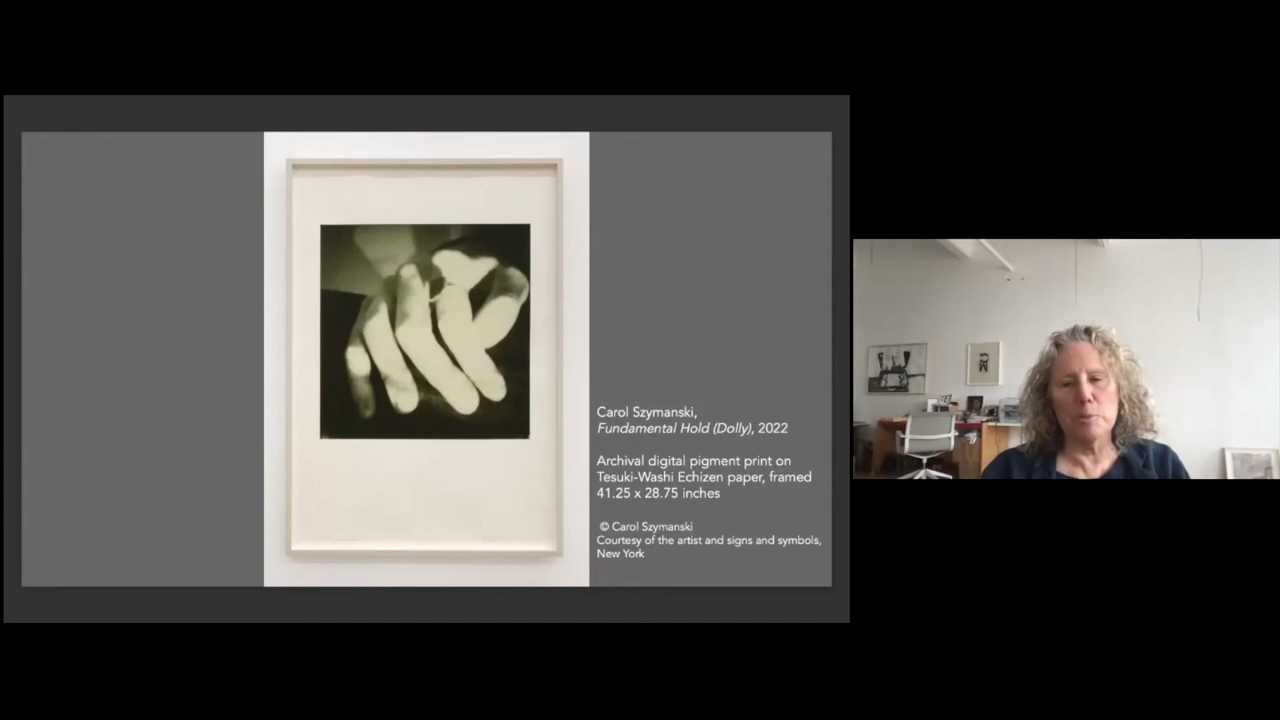 Carol Szymanski,
Fundamental Hold (Dolly), 2022
Archival digital pigment print on
Tesuki-Washi Echizen paper, framed
41.25 x 28.75 inches
© Carol Szymanski
Courtesy of the artist and signs and symbols,
New York